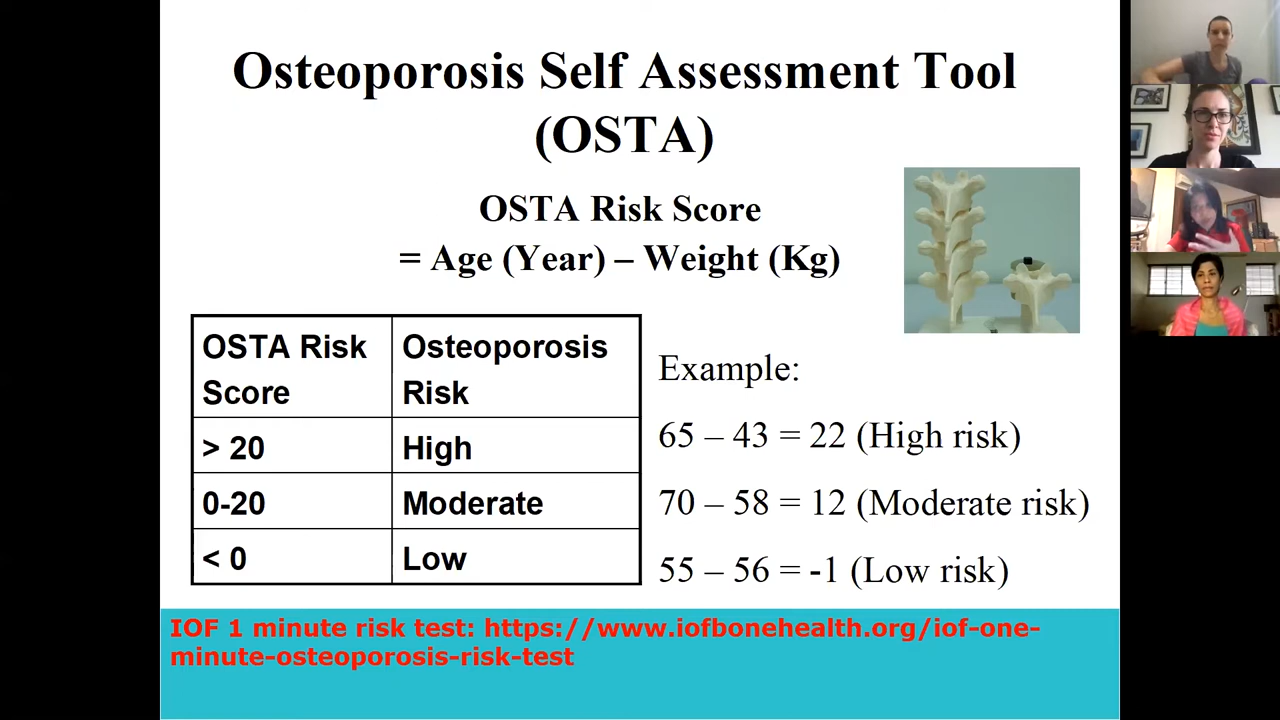 Osteoporosis Self Assessment Tool
(OSTA)
OSTA Risk Score
= Age (Year) – Weight (Kg)
OSTA Risk Score
Osteoporosis Risk
> 20
High
0-20
Moderate
< 0
Low
Example:
65 – 43 = 22 (High risk)
70 – 58 = 12 (Moderate risk)
55 – 56 = -1 (Low risk)
IOF 1 minute risk test: https://www.iofbonehealth.org/iof-one-
minute-osteoporosis-risk-test